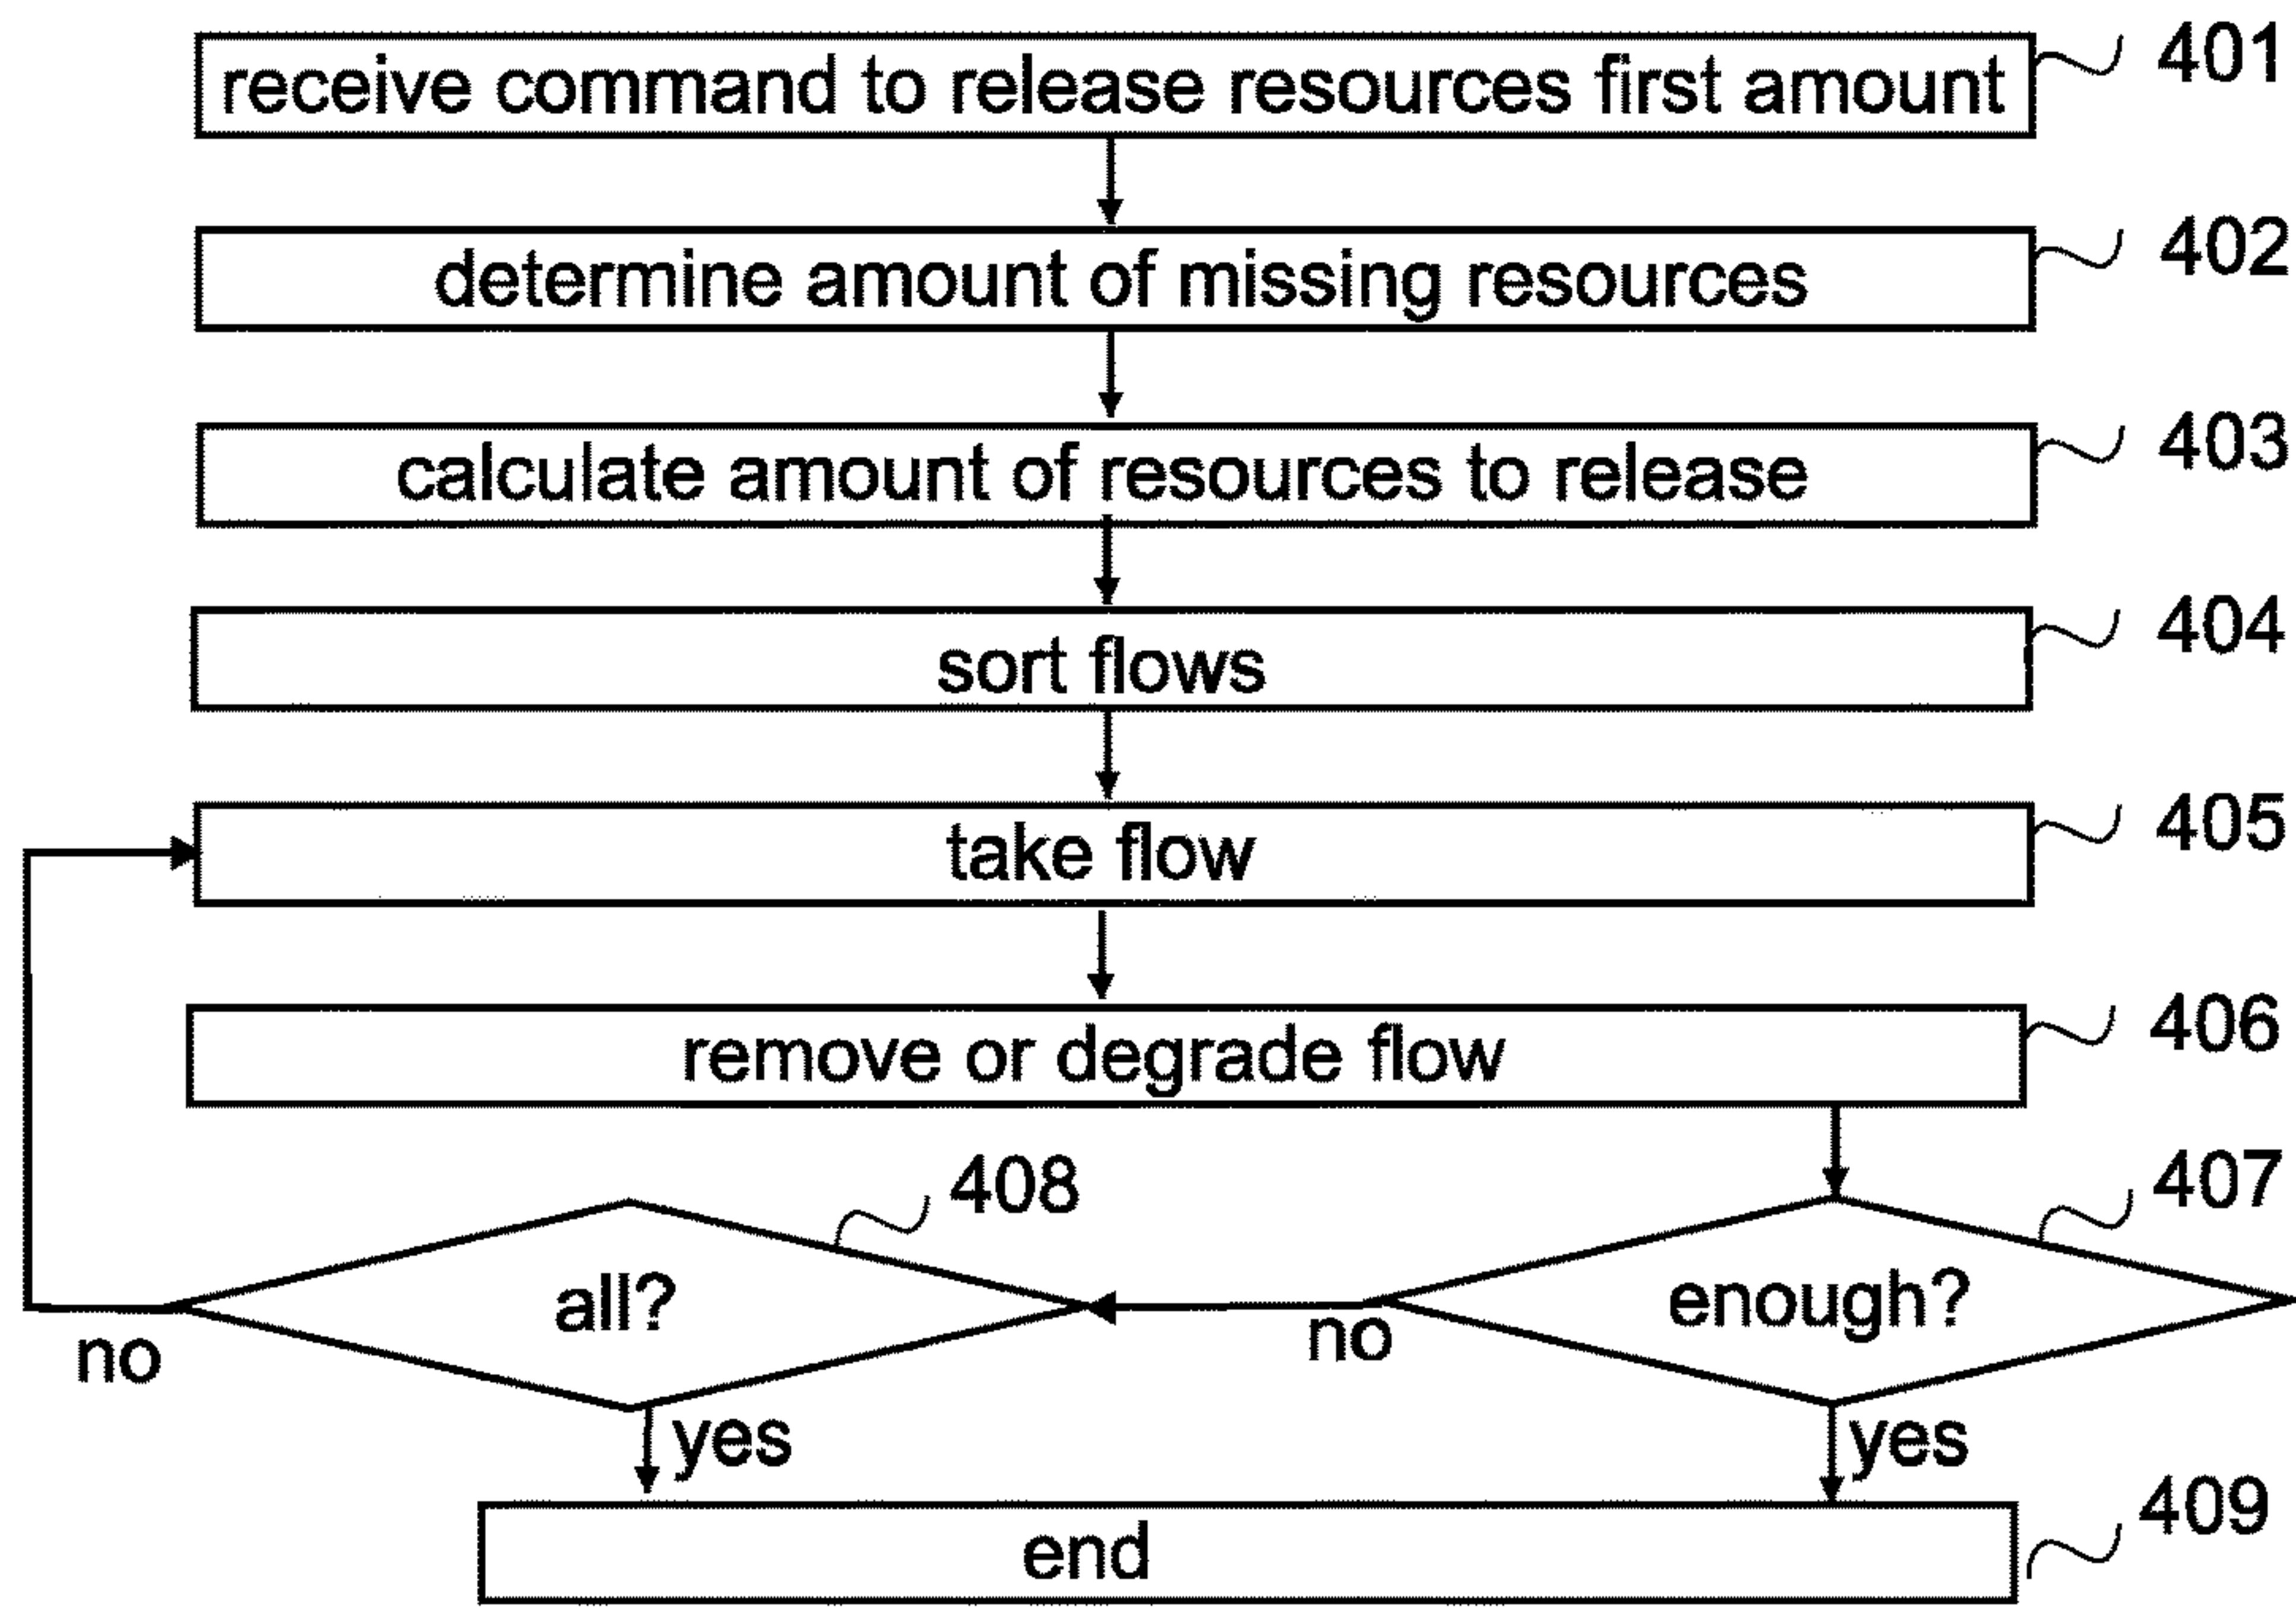 receive command to release resources first amount 401
determine amount of missing resources 402
calculate amount of resources to release 403
sort flows 404
take flow 405
remove or degrade flow 406
408 407
all? enough?
no no
yes yes
end 409